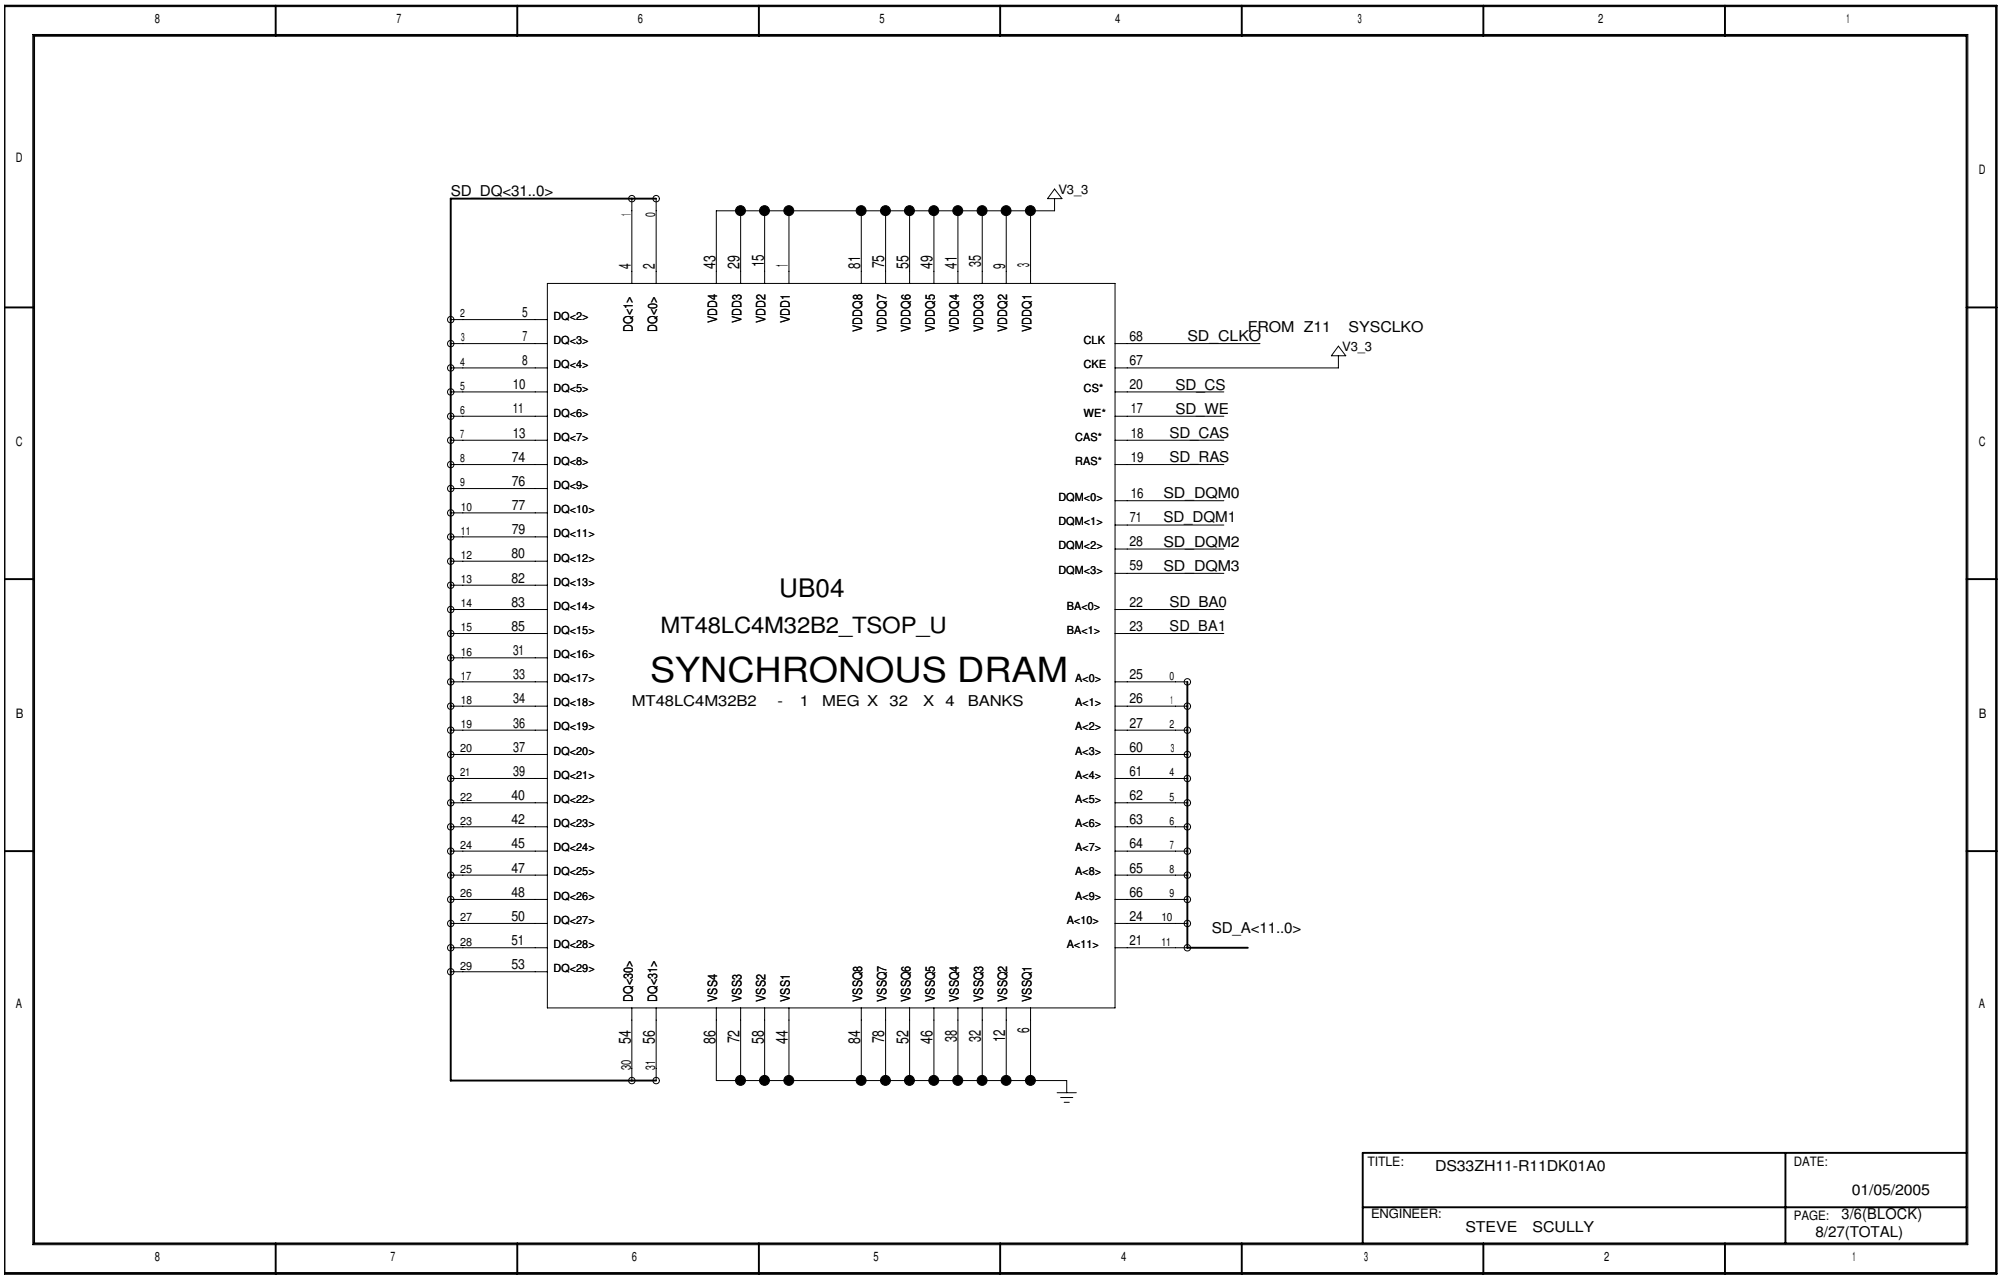 8 7 6 5 4 3 2 1
D D
SD_DQ<31..0> V3_3
1 0
4 2 43 29 15 1 81 75 55 49 41 35 9 3
DQ<1> DQ<0> VDD4 VDD3 VDD2 VDD1 VDDQ8 VDDQ7 VDDQ6 VDDQ5 VDDQ4 VDDQ3 VDDQ2 VDDQ1
2 5 DQ<2>
3 7 DQ<3>
4 8 DQ<4>
5 10 DQ<5>
6 11 DQ<6>
7 13 DQ<7>
8 74 DQ<8>
9 76 DQ<9>
10 77 DQ<10>
11 79 DQ<11>
12 80 DQ<12>
13 82 DQ<13>
14 83 DQ<14>
15 85 DQ<15>
16 31 DQ<16>
17 33 DQ<17>
18 34 DQ<18>
19 36 DQ<19>
20 37 DQ<20>
21 39 DQ<21>
22 40 DQ<22>
23 42 DQ<23>
24 45 DQ<24>
25 47 DQ<25>
26 48 DQ<26>
27 50 DQ<27>
28 51 DQ<28>
29 53 DQ<29>
FROM Z11 SYSCLKO
CLK 68 SD_CLKO
V3_3
CKE 67
CS* 20 SD_CS
WE* 17 SD_WE
CAS* 18 SD_CAS
RAS* 19 SD_RAS
DQM<0> 16 SD_DQM0
DQM<1> 71 SD_DQM1
DQM<2> 28 SD_DQM2
DQM<3> 59 SD_DQM3
BA<0> 22 SD_BA0
BA<1> 23 SD_BA1
A<0> 25 0
A<1> 26 1
A<2> 27 2
A<3> 60 3
A<4> 61 4
A<5> 62 5
A<6> 63 6
A<7> 64 7
A<8> 65 8
A<9> 66 9
A<10> 24 10
A<11> 21 11
SD_A<11..0>
UB04
MT48LC4M32B2_TSOP_U
SYNCHRONOUS DRAM
MT48LC4M32B2 - 1 MEG X 32 X 4 BANKS
C C
B B
A A
DQ<30> DQ<31> VSS4 VSS3 VSS2 VSS1 VSSQ8 VSSQ7 VSSQ6 VSSQ5 VSSQ4 VSSQ3 VSSQ2 VSSQ1
54 56 86 72 58 44 84 78 52 46 38 32 12 6
30 31
TITLE: DS33ZH11-R11DK01A0
DATE:
01/05/2005
ENGINEER:
STEVE SCULLY
PAGE: 3/6(BLOCK)
8/27(TOTAL)
8 7 6 5 4 3 2 1